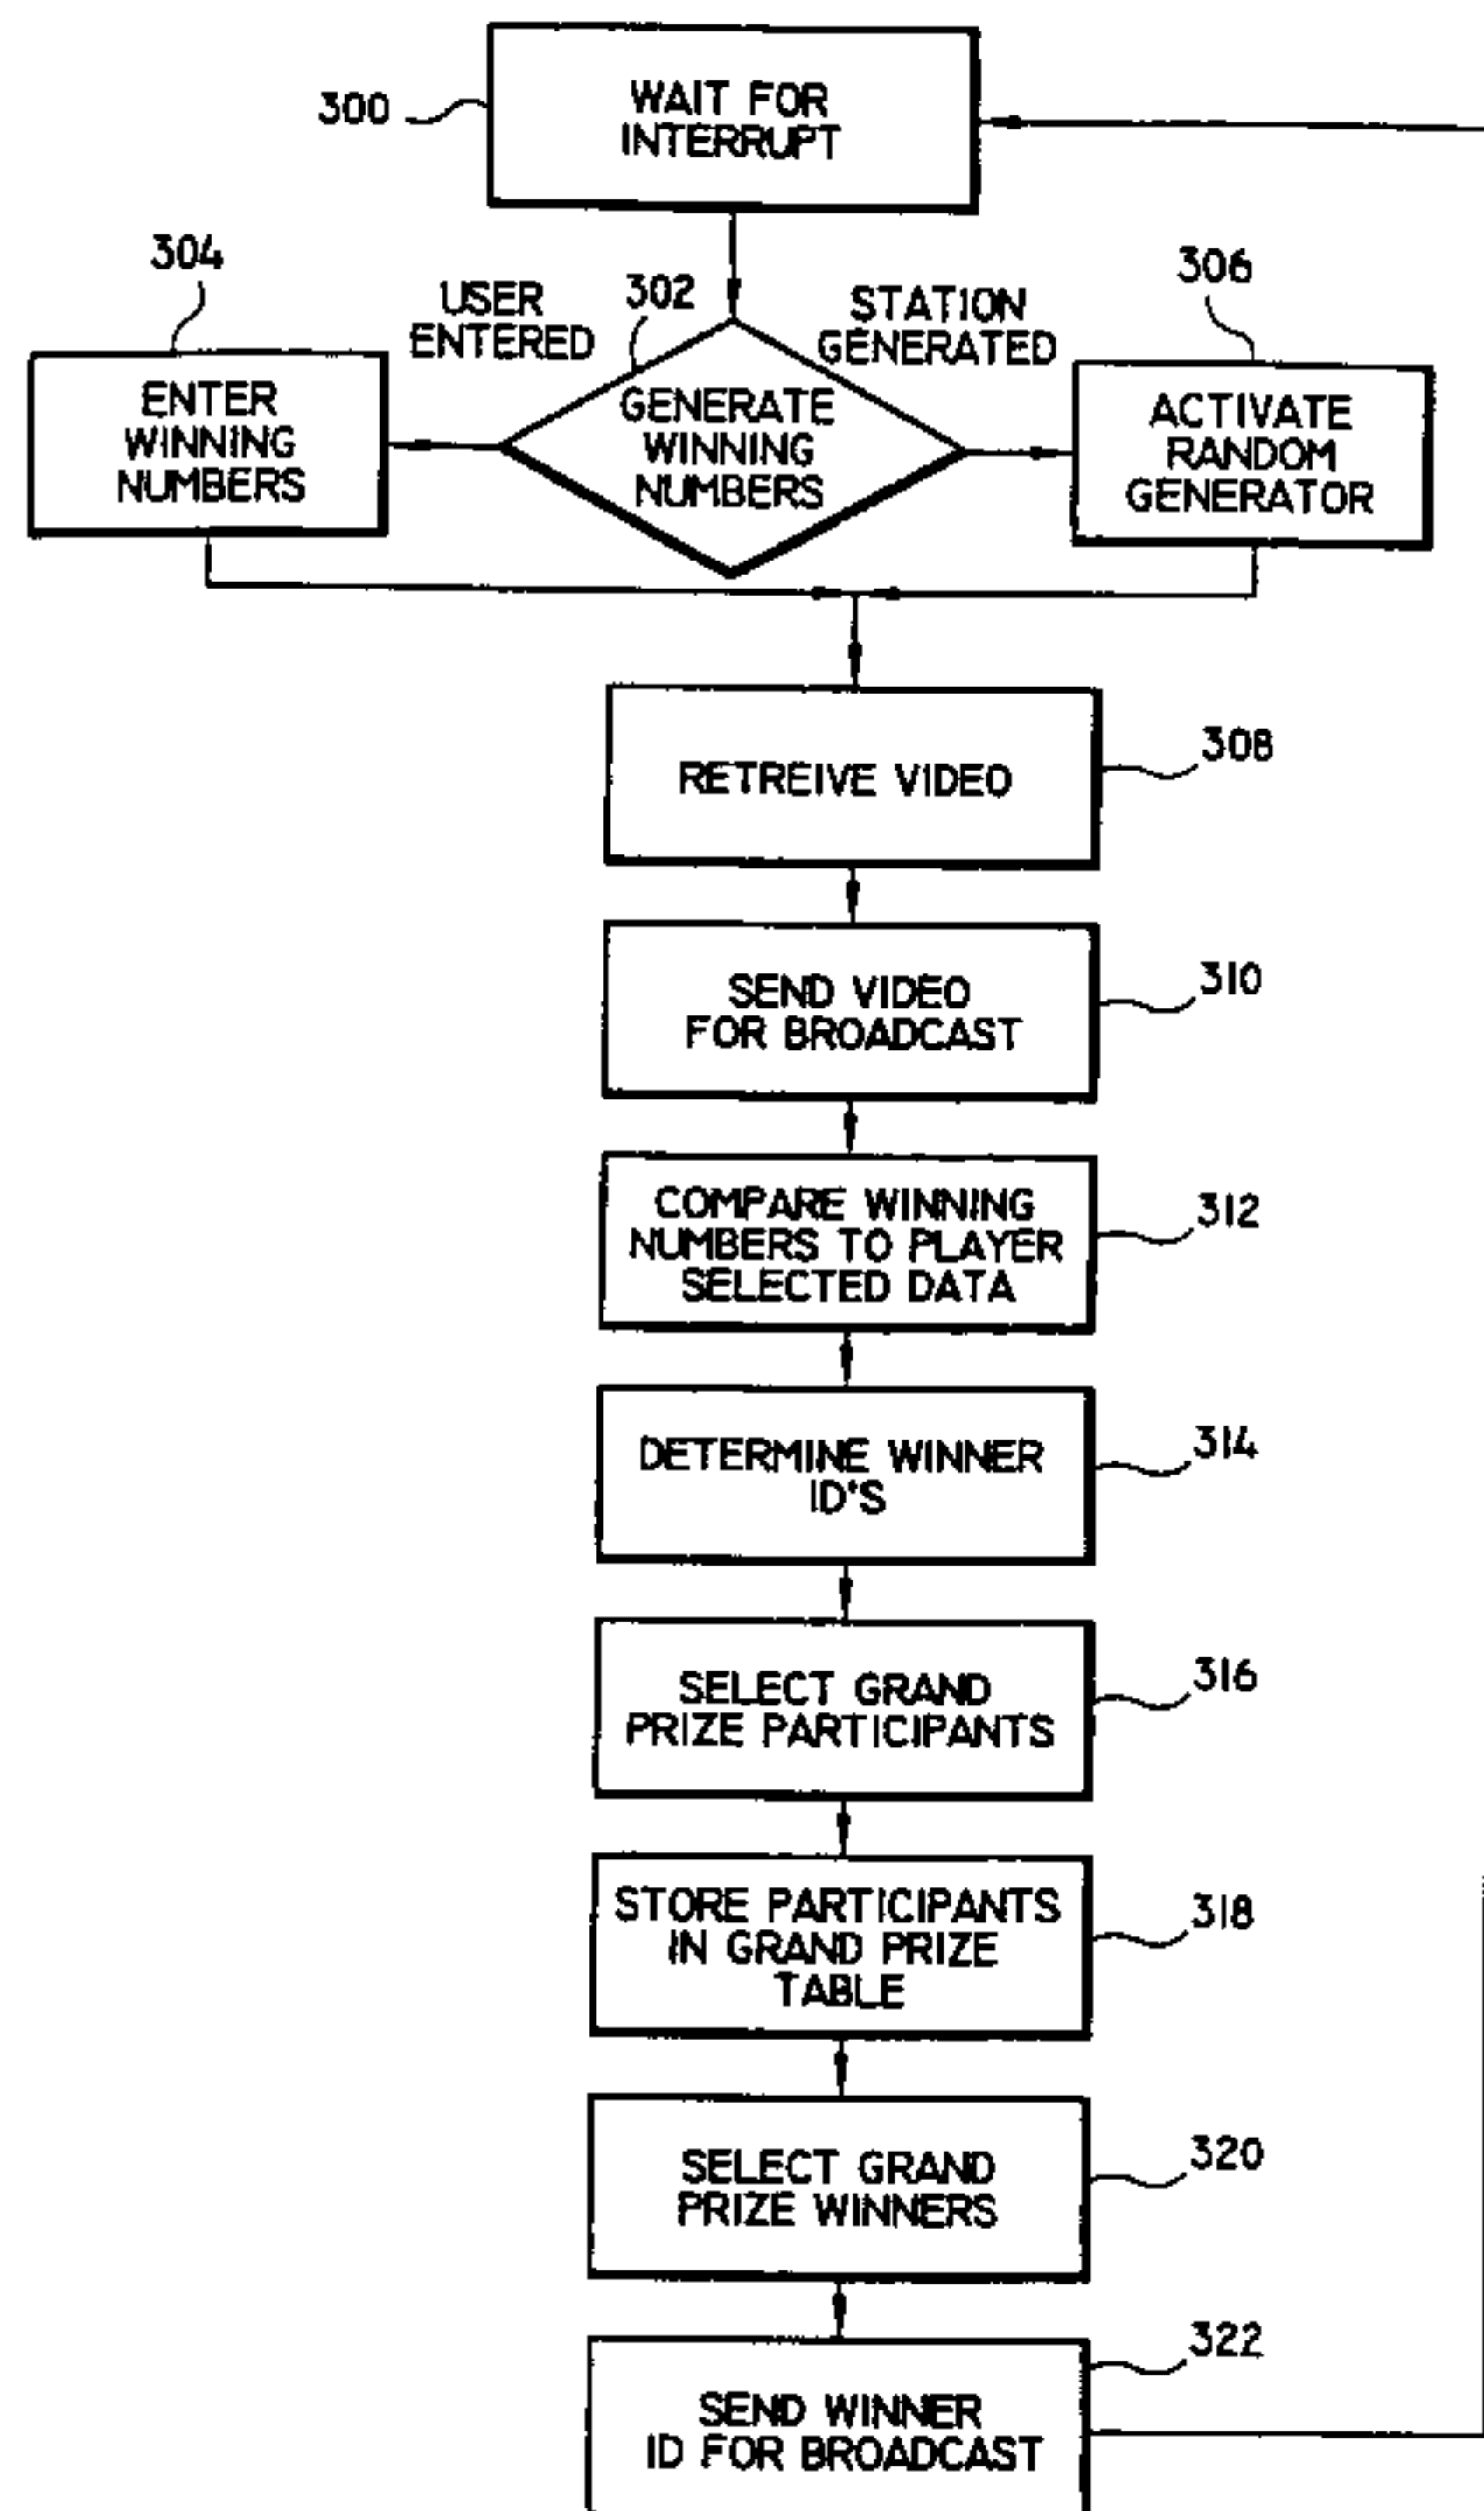 300
WAIT FOR
INTERRUPT
304
USER
ENTERED
302
STATION
GENERATED
306
ENTER
WINNING
NUMBERS
GENERATE
WINNING
NUMBERS
ACTIVATE
RANDOM
GENERATOR
RETREIVE VIDEO
308
SEND VIDEO
FOR BROADCAST
310
COMPARE WINNING
NUMBERS TO PLAYER
SELECTED DATA
312
DETERMINE WINNER
ID'S
314
SELECT GRAND
PRIZE PARTICIPANTS
316
STORE PARTICIPANTS
IN GRAND PRIZE
TABLE
318
SELECT GRAND
PRIZE WINNERS
320
SEND WINNER
ID FOR BROADCAST
322